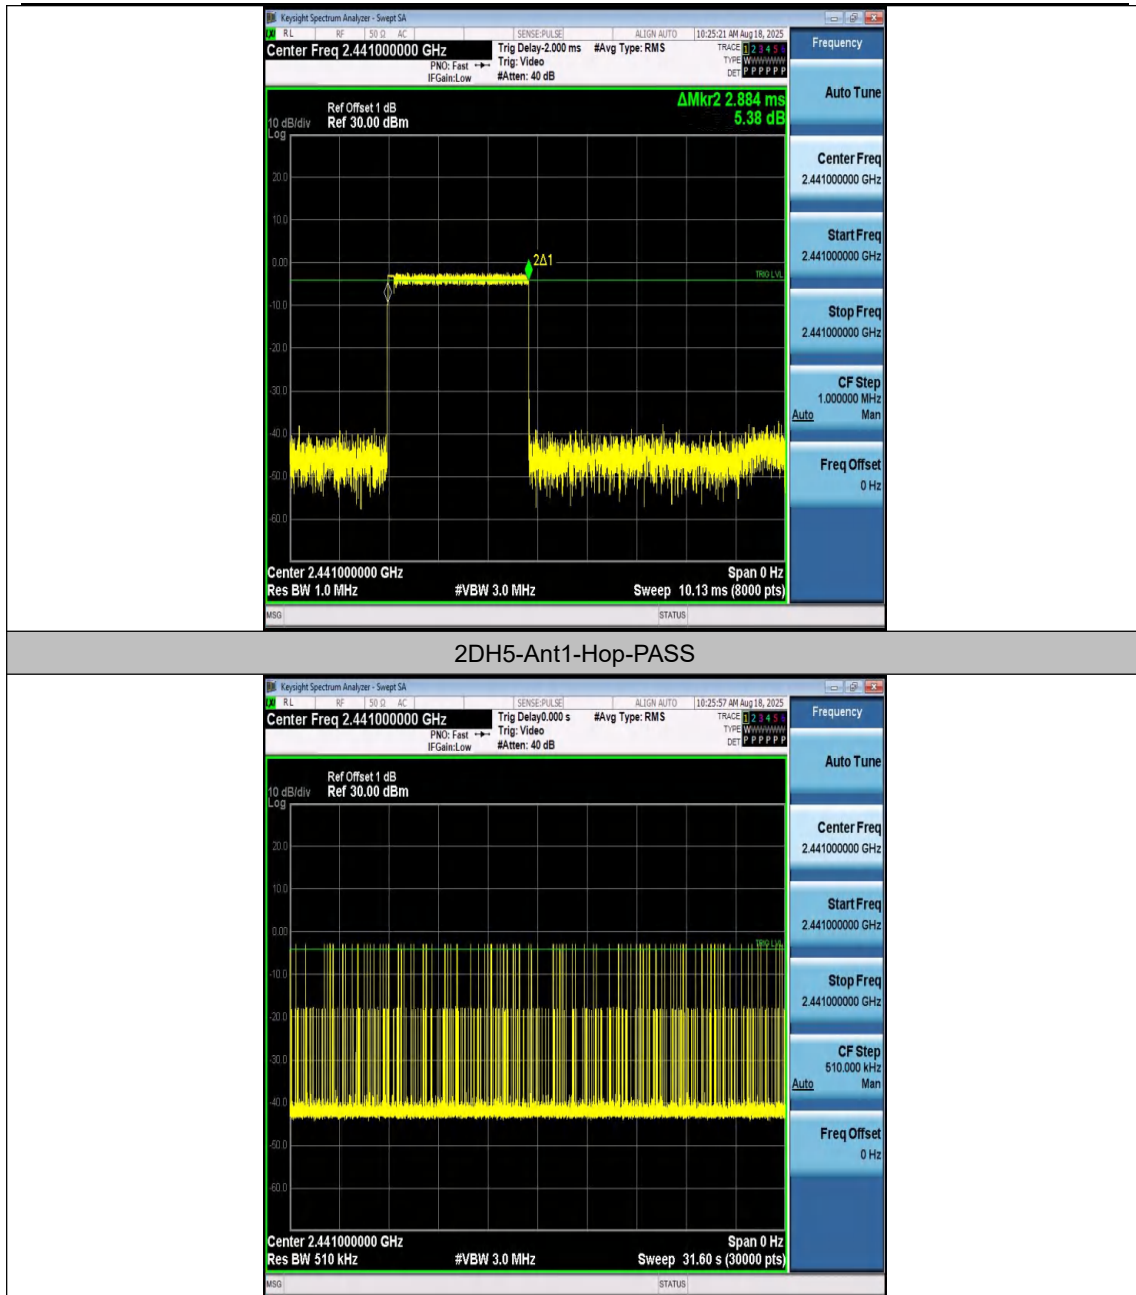 Keysight Spectrum Analyzer - Swept SA
RL RF 50 Ω AC SENSE:PULSE ALIGN AUTO 10:25:21 AM Aug 18, 2025
Center Freq 2.441000000 GHz Trig Delay-2.000 ms #Avg Type: RMS TRACE 1 2 3 4 5 6
PNO: Fast Trig: Video TYPE W
IFGain:Low #Atten: 40 dB DET P P P P P P
Frequency
Auto Tune
Center Freq
2.441000000 GHz
Start Freq
2.441000000 GHz
Stop Freq
2.441000000 GHz
CF Step
1.000000 MHz
Auto Man
Freq Offset
0 Hz
ΔMkr2 2.884 ms
5.38 dB
Ref Offset 1 dB
10 dB/div Ref 30.00 dBm
Log
20.0
10.0
0.00
2Δ1
TRIG LVL
-10.0
-20.0
-30.0
-40.0
-50.0
-60.0
Center 2.441000000 GHz Span 0 Hz
Res BW 1.0 MHz #VBW 3.0 MHz Sweep 10.13 ms (8000 pts)
MSG STATUS
2DH5-Ant1-Hop-PASS
Keysight Spectrum Analyzer - Swept SA
RL RF 50 Ω AC SENSE:PULSE ALIGN AUTO 10:25:57 AM Aug 18, 2025
Center Freq 2.441000000 GHz Trig Delay0.000 s #Avg Type: RMS TRACE 1 2 3 4 5 6
PNO: Fast Trig: Video TYPE W
IFGain:Low #Atten: 40 dB DET P P P P P P
Frequency
Auto Tune
Center Freq
2.441000000 GHz
Start Freq
2.441000000 GHz
Stop Freq
2.441000000 GHz
CF Step
510.000 kHz
Auto Man
Freq Offset
0 Hz
Ref Offset 1 dB
10 dB/div Ref 30.00 dBm
Log
20.0
10.0
0.00
TRIG LVL
-10.0
-20.0
-30.0
-40.0
-50.0
-60.0
Center 2.441000000 GHz Span 0 Hz
Res BW 510 kHz #VBW 3.0 MHz Sweep 31.60 s (30000 pts)
MSG STATUS